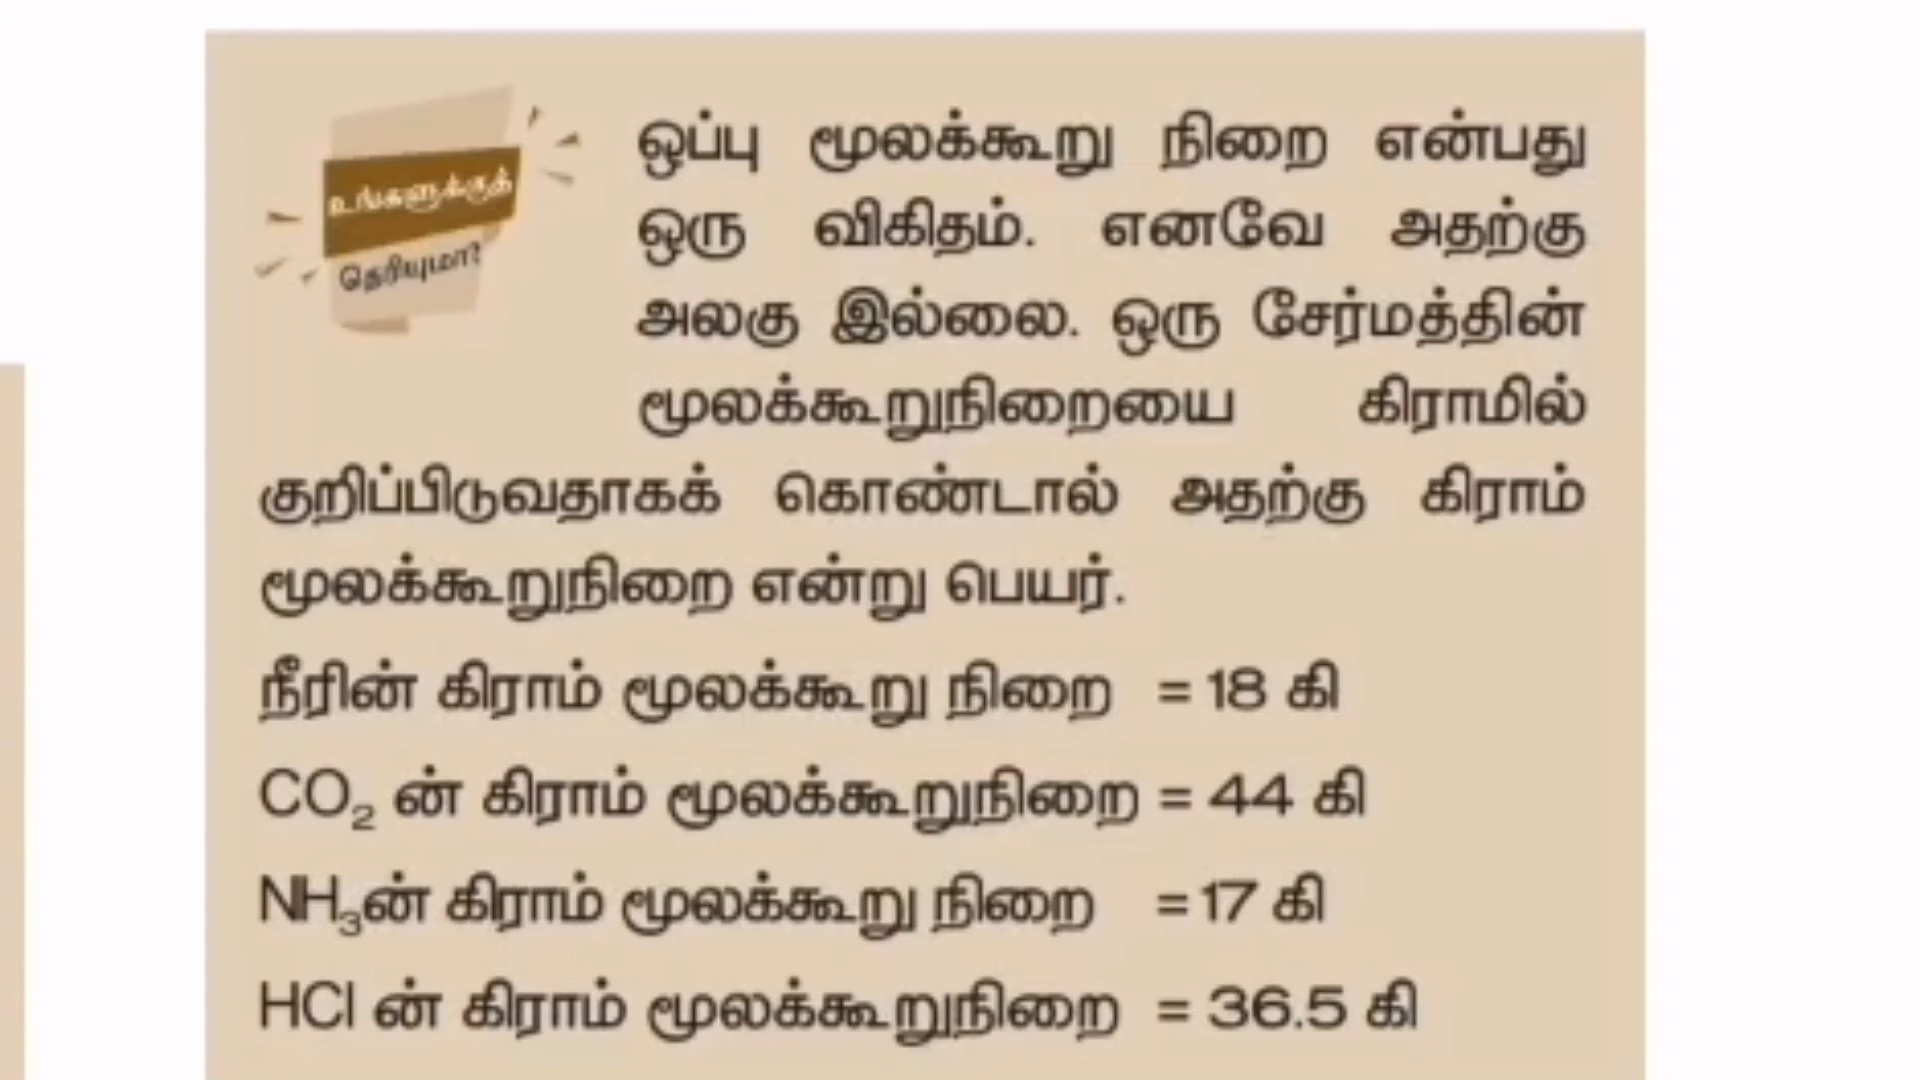 உங்களுக்குத்
தெரியுமா?
ஒப்பு மூலக்கூறு நிறை என்பது
ஒரு விகிதம். எனவே அதற்கு
அலகு இல்லை. ஒரு சேர்மத்தின்
மூலக்கூறுநிறையை கிராமில்
குறிப்பிடுவதாகக் கொண்டால் அதற்கு கிராம்
மூலக்கூறுநிறை என்று பெயர்.
நீரின் கிராம் மூலக்கூறு நிறை = 18 கி
CO₂ ன் கிராம் மூலக்கூறுநிறை = 44 கி
NH₃ன் கிராம் மூலக்கூறு நிறை = 17 கி
HCl ன் கிராம் மூலக்கூறுநிறை = 36.5 கி